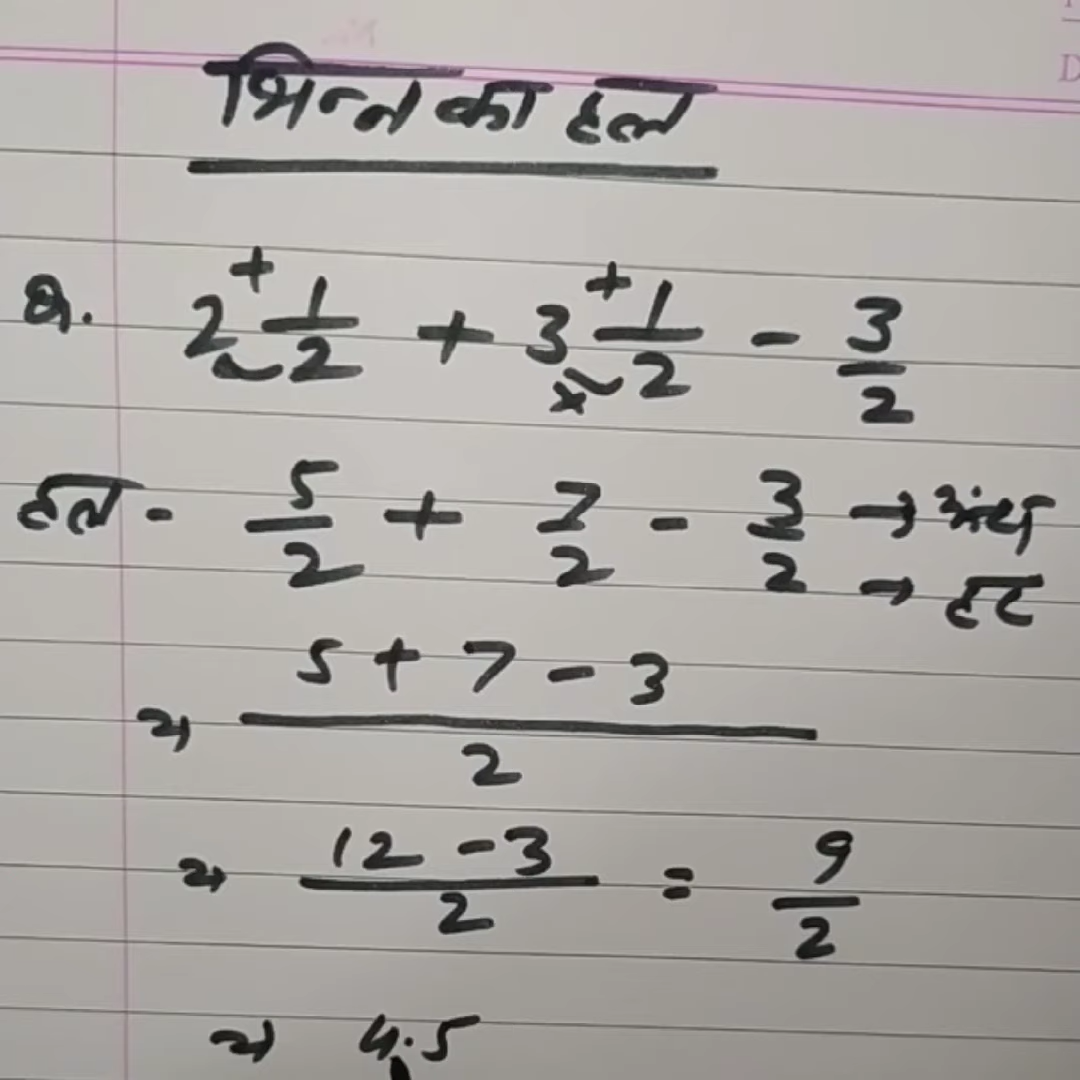 भिन्न का हल
प्र. 2 + 1/2 + 3 + 1/2 - 3/2
×
हल - 5/2 + 7/2 - 3/2 → अंश
→ हर
⇒ 5 + 7 - 3 / 2
⇒ 12 - 3 / 2 = 9/2
⇒ 4.5